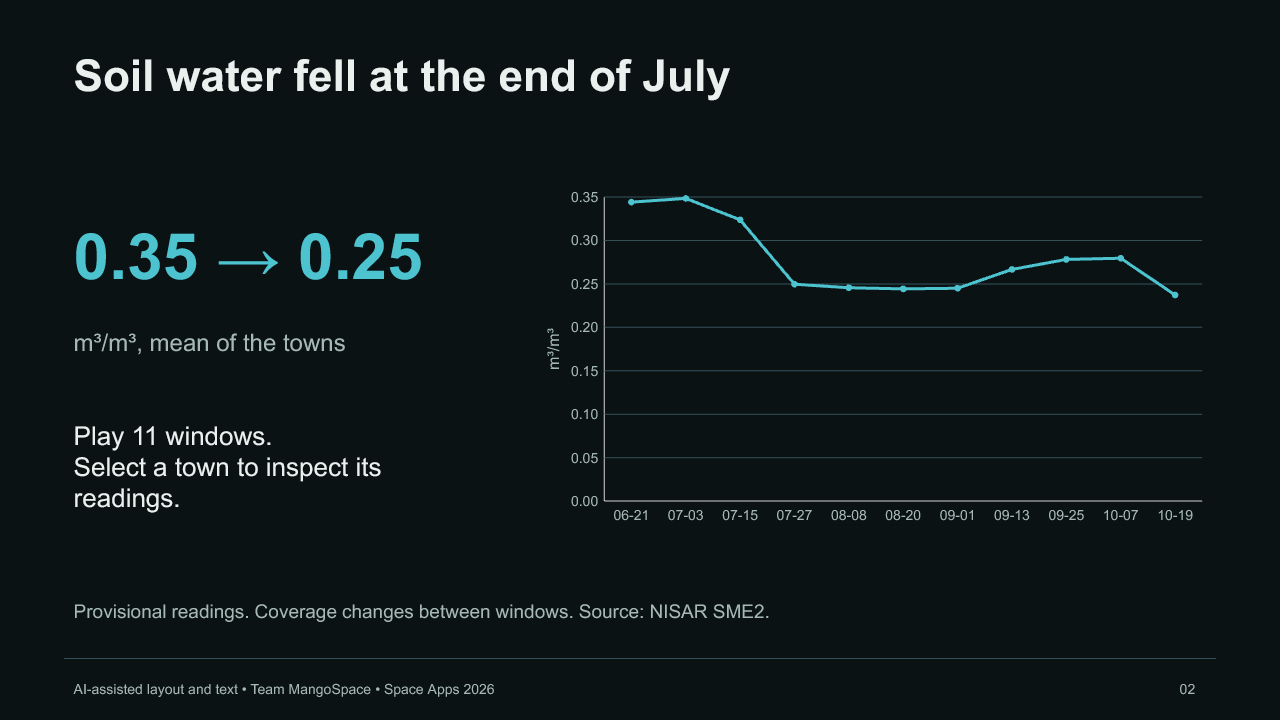 Soil water fell at the end of July
0.35 → 0.25
m³/m³, mean of the towns
Play 11 windows.
Select a town to inspect its
readings.
m³/m³
0.35
0.30
0.25
0.20
0.15
0.10
0.05
0.00
06-21 07-03 07-15 07-27 08-08 08-20 09-01 09-13 09-25 10-07 10-19
Provisional readings. Coverage changes between windows. Source: NISAR SME2.
AI-assisted layout and text • Team MangoSpace • Space Apps 2026
02